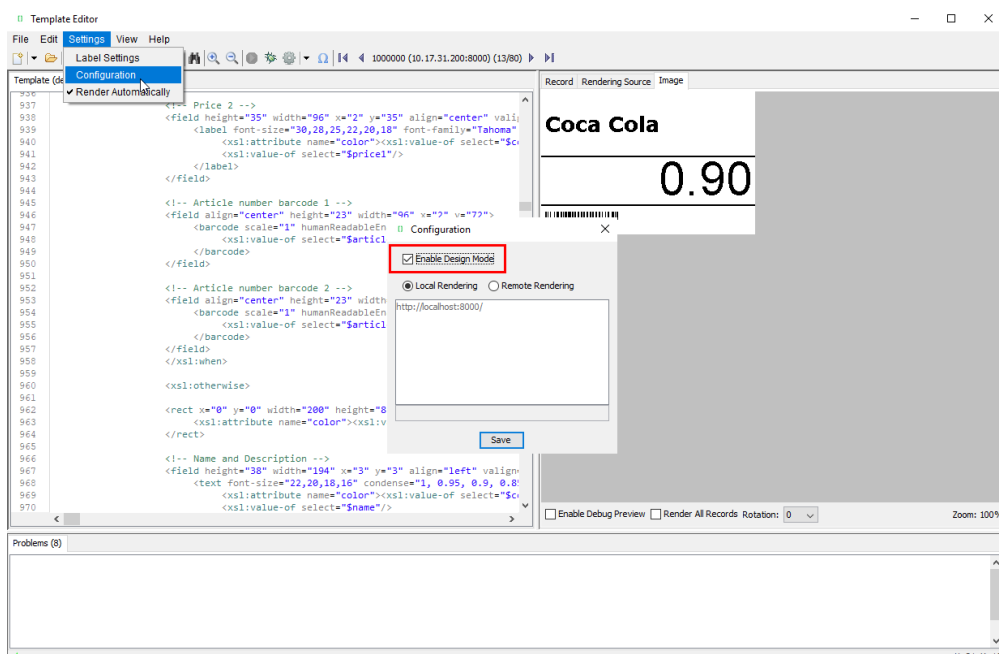 Template Editor
File Edit Settings View Help
Label Settings
Configuration
Render Automatically
1000000 (10.17.31.200:8000) (13/80)
Template (de
Record Rendering Source Image
936
937 <!-- Price 2 -->
938 <field height="35" width="96" x="2" y="35" align="center" vali
939 <label font-size="30,28,25,22,20,18" font-family="Tahoma"
940 <xsl:attribute name="color"><xsl:value-of select="$c
941 <xsl:value-of select="$price1"/>
942 </label>
943 </field>
944
945 <!-- Article number barcode 1 -->
946 <field align="center" height="23" width="96" x="2" y="72">
947 <barcode scale="1" humanReadableEn
948 <xsl:value-of select="$articl
949 </barcode>
950 </field>
951
952 <!-- Article number barcode 2 -->
953 <field align="center" height="23" width
954 <barcode scale="1" humanReadableEn
955 <xsl:value-of select="$articl
956 </barcode>
957 </field>
958 </xsl:when>
959
960 <xsl:otherwise>
961
962 <rect x="0" y="0" width="200" height="8
963 <xsl:attribute name="color"><xsl:v
964 </rect>
965
966 <!-- Name and Description -->
967 <field height="38" width="194" x="3" y="3" align="left" valign
968 <text font-size="22,20,18,16" condense="1, 0.95, 0.9, 0.8
969 <xsl:attribute name="color"><xsl:value-of select="$c
970 <xsl:value-of select="$name"/>
Coca Cola
0.90
Configuration
Enable Design Mode
Local Rendering Remote Rendering
http://localhost:8000/
Save
Enable Debug Preview Render All Records Rotation: 0 Zoom: 100%
Problems (8)